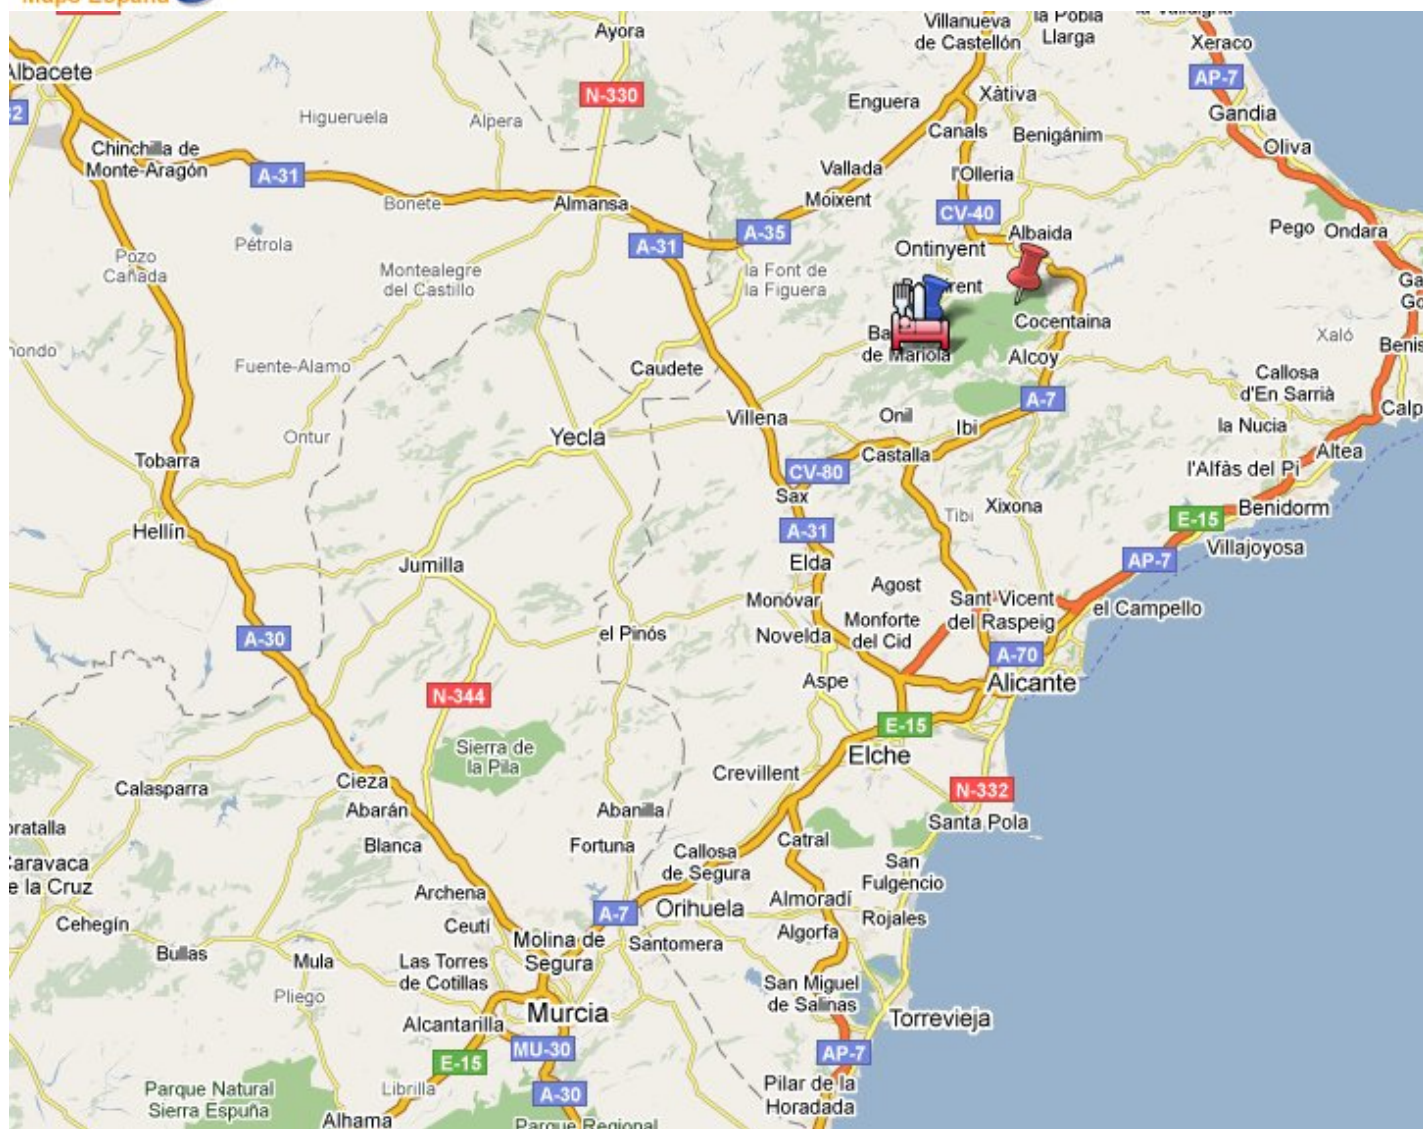 Maps España
Ayora
Villanueva
de Castellón
la Pobla
Llarga
Xeraco
Albacete
N-330
AP-7
Enguera
Xàtiva
Gandia
Higueruela
Alpera
Canals
Benigánim
Oliva
Chinchilla de
Monte-Aragón
A-31
Vallada
l'Olleria
Bonete
Almansa
Moixent
CV-40
Pétrola
A-31
A-35
Albaida
Pego
Ondara
Ontinyent
Pozo
Cañada
Montealegre
del Castillo
la Font de
la Figuera
Cocentaina
Xaló
de Mariola
Alcoy
Fuente-Alamo
Caudete
Callosa
d'En Sarrià
A-7
Villena
Onil
Ibi
la Nucia
Ontur
Yecla
Castalla
Altea
Tobarra
CV-80
l'Alfàs del Pi
Sax
Tibi
Xixona
Benidorm
Hellín
A-31
E-15
Villajoyosa
Jumilla
Elda
AP-7
Agost
Monóvar
Sant Vicent
del Raspeig
el Campello
A-30
el Pinós
Novelda
Monforte
del Cid
A-70
N-344
Aspe
Alicante
E-15
Sierra de
la Pila
Elche
Crevillent
Cieza
Calasparra
N-332
Abarán
Abanilla
Santa Pola
Blanca
Fortuna
Callosa
de Segura
Catral
San
Fulgencio
Caravaca
de la Cruz
Archena
Almoradí
Rojales
Cehegín
Ceutí
A-7
Orihuela
Algorfa
Bullas
Mula
Molina de
Segura
Santomera
Las Torres
de Cotillas
San Miguel
de Salinas
Pliego
Murcia
Alcantarilla
Torrevieja
E-15
MU-30
AP-7
Parque Natural
Sierra Espuña
Librilla
A-30
Pilar de la
Horadada
Alhama
Parque Regional